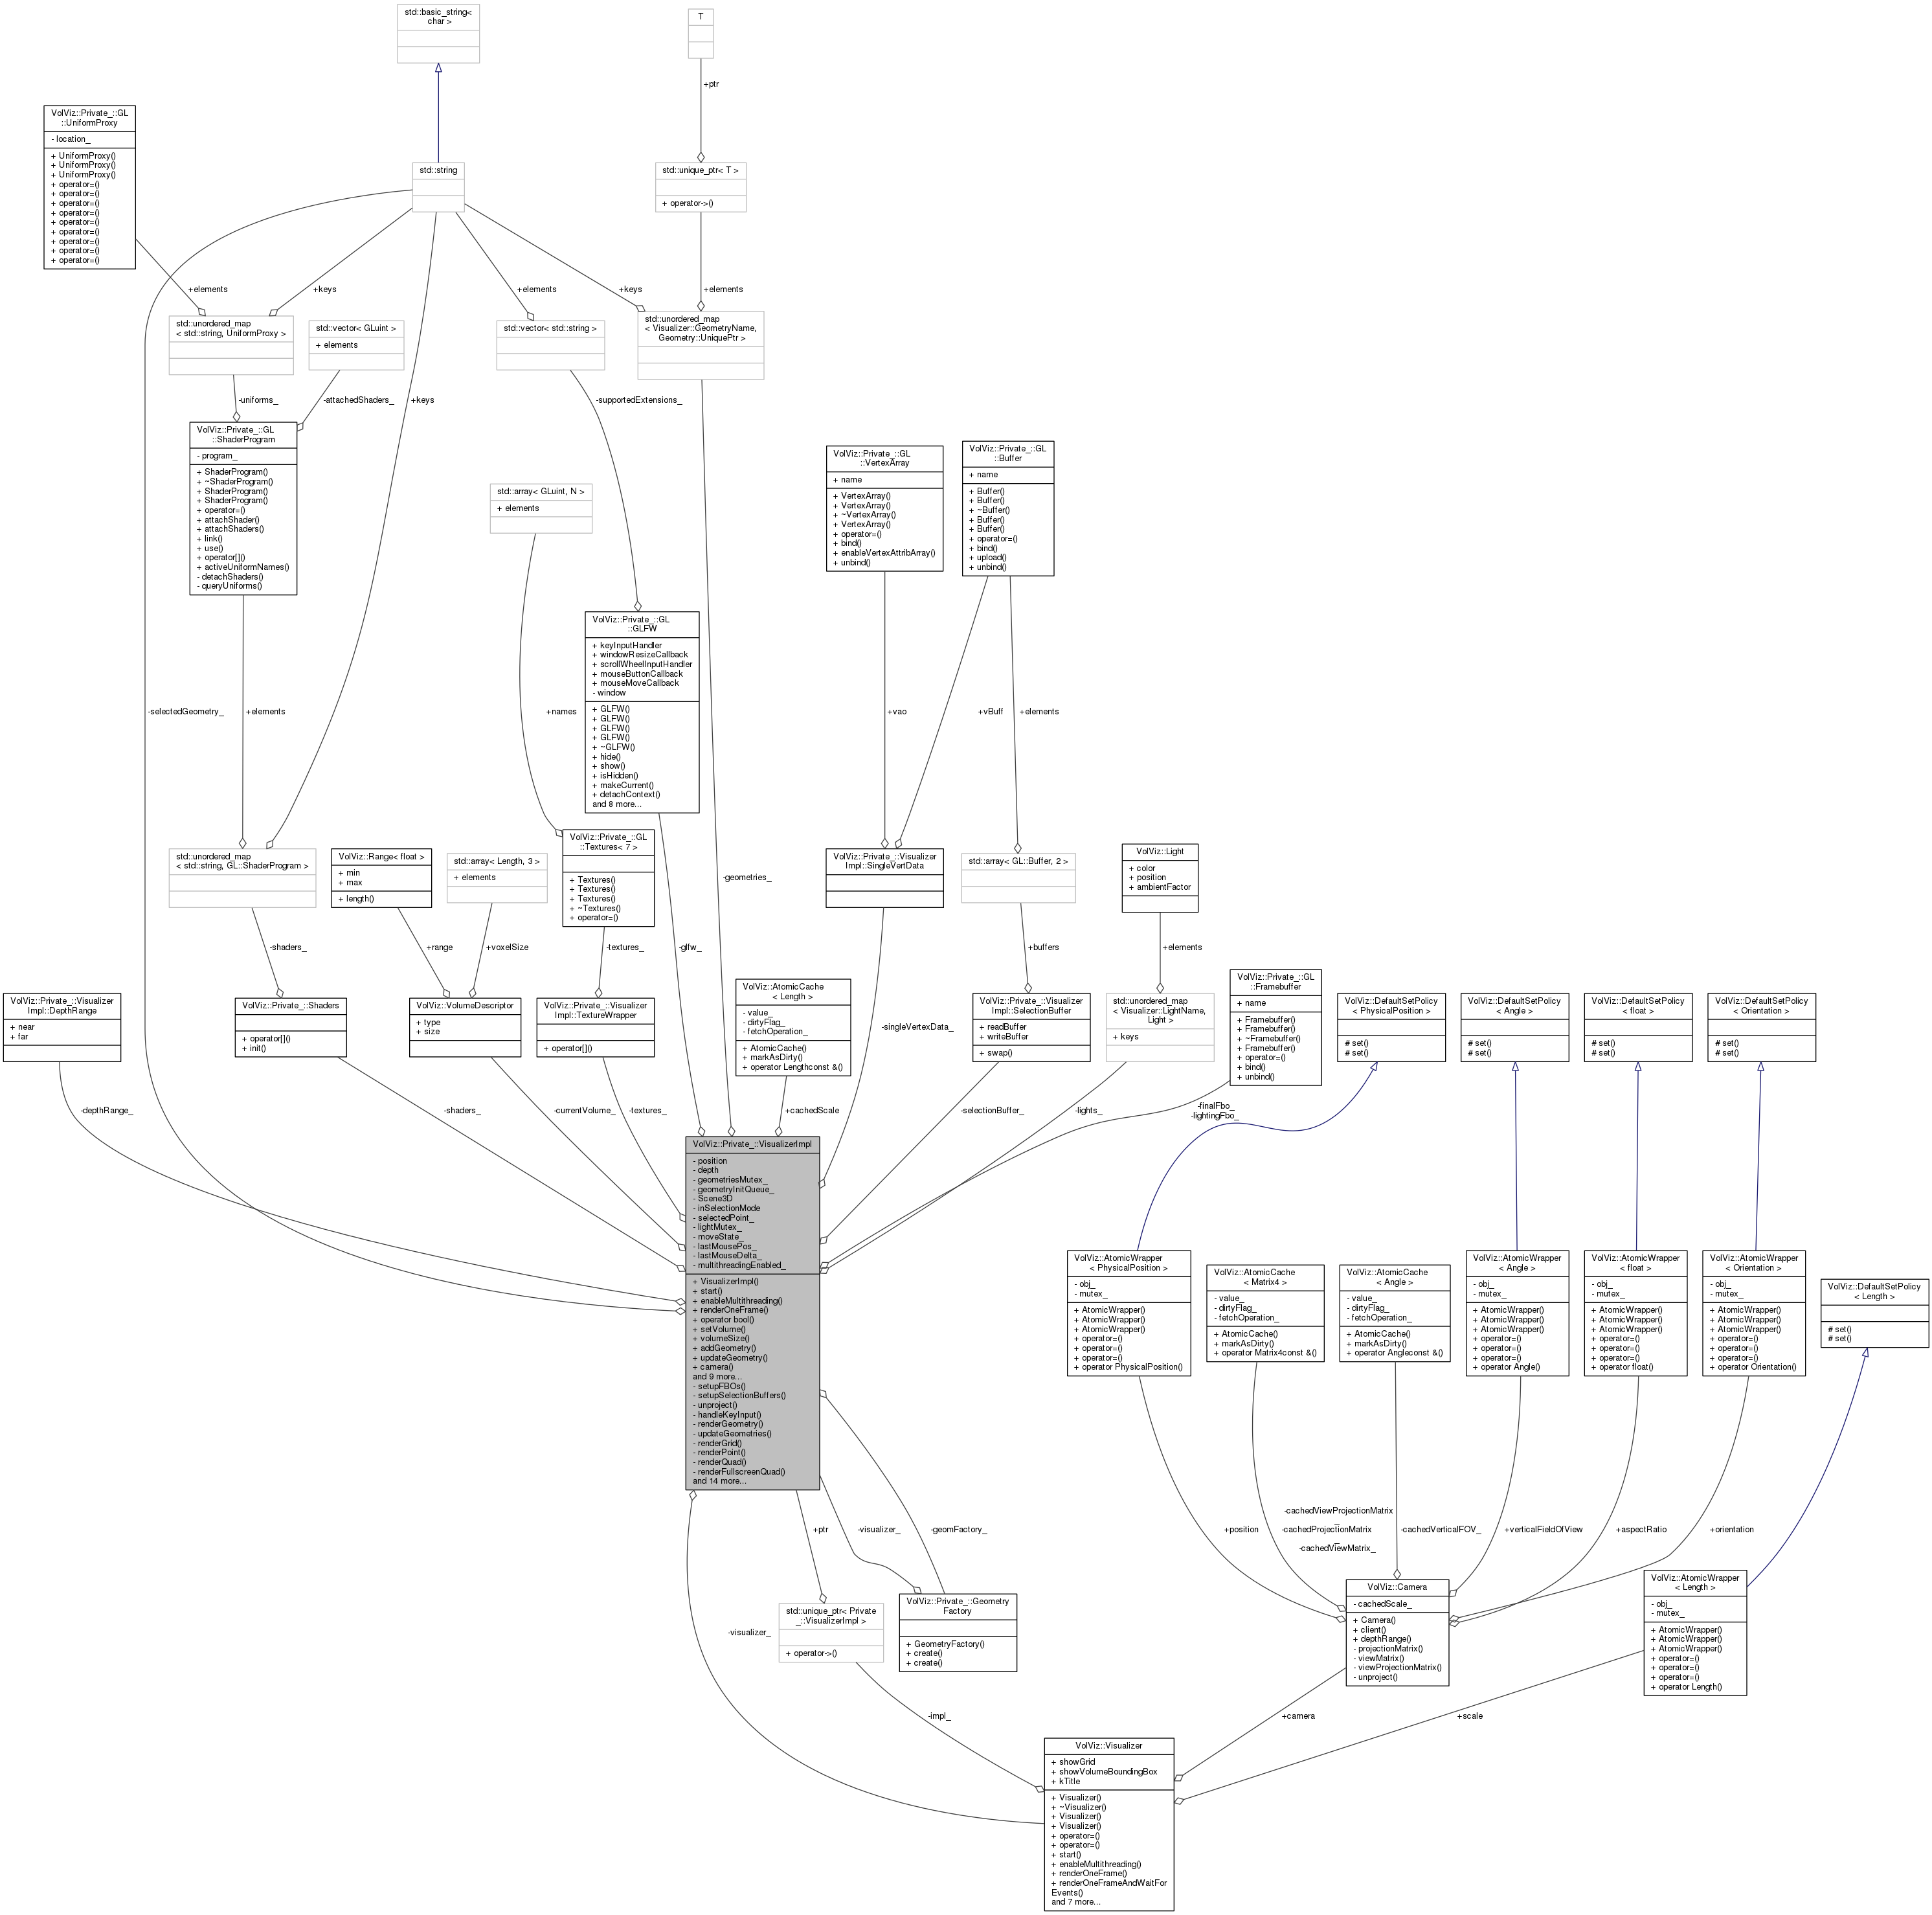 std::basic_string<
char >
T
+ptr
VolViz::Private_::GL
::UniformProxy
- location_
+ UniformProxy()
+ UniformProxy()
+ UniformProxy()
+ operator=()
+ operator=()
+ operator=()
+ operator=()
+ operator=()
+ operator=()
+ operator=()
+ operator=()
+ operator=()
std::string
std::unique_ptr< T >
+ operator->()
+elements
+keys
+elements
+keys
+elements
std::unordered_map
< std::string, UniformProxy >
std::vector< GLuint >
+ elements
std::vector< std::string >
std::unordered_map
< Visualizer::GeometryName,
Geometry::UniquePtr >
-uniforms_
-attachedShaders_
+keys
-supportedExtensions_
VolViz::Private_::GL
::ShaderProgram
- program_
+ ShaderProgram()
+ ~ShaderProgram()
+ ShaderProgram()
+ ShaderProgram()
+ operator=()
+ attachShader()
+ attachShaders()
+ link()
+ use()
+ operator[]()
+ activeUniformNames()
- detachShaders()
- queryUniforms()
std::array< GLuint, N >
+ elements
VolViz::Private_::GL
::VertexArray
+ name
+ VertexArray()
+ VertexArray()
+ ~VertexArray()
+ VertexArray()
+ operator=()
+ bind()
+ enableVertexAttribArray()
+ unbind()
VolViz::Private_::GL
::Buffer
+ name
+ Buffer()
+ Buffer()
+ ~Buffer()
+ Buffer()
+ Buffer()
+ operator=()
+ bind()
+ upload()
+ unbind()
VolViz::Private_::GL
::GLFW
+ keyInputHandler
+ windowResizeCallback
+ scrollWheelInputHandler
+ mouseButtonCallback
+ mouseMoveCallback
- window
+ GLFW()
+ GLFW()
+ GLFW()
+ GLFW()
+ ~GLFW()
+ hide()
+ show()
+ isHidden()
+ makeCurrent()
+ detachContext()
and 8 more...
-selectedGeometry_
+elements
+names
+vao
+vBuff
+elements
std::unordered_map
< std::string, GL::ShaderProgram >
VolViz::Range< float >
+ min
+ max
+ length()
std::array< Length, 3 >
+ elements
VolViz::Private_::GL
::Textures< 7 >
+ Textures()
+ Textures()
+ Textures()
+ ~Textures()
+ operator=()
-geometries_
VolViz::Private_::Visualizer
Impl::SingleVertData
std::array< GL::Buffer, 2 >
VolViz::Light
+ color
+ position
+ ambientFactor
-shaders_
+range
+voxelSize
-textures_
-glfw_
+buffers
+elements
VolViz::Private_::Visualizer
Impl::DepthRange
+ near
+ far
VolViz::Private_::Shaders
+ operator[]()
+ init()
VolViz::VolumeDescriptor
+ type
+ size
VolViz::Private_::Visualizer
Impl::TextureWrapper
+ operator[]()
VolViz::AtomicCache
< Length >
- value_
- dirtyFlag_
- fetchOperation_
+ AtomicCache()
+ markAsDirty()
+ operator Lengthconst &()
-singleVertexData_
VolViz::Private_::Visualizer
Impl::SelectionBuffer
+ readBuffer
+ writeBuffer
+ swap()
std::unordered_map
< Visualizer::LightName,
Light >
+ keys
VolViz::Private_::GL
::Framebuffer
+ name
+ Framebuffer()
+ Framebuffer()
+ ~Framebuffer()
+ Framebuffer()
+ operator=()
+ bind()
+ unbind()
VolViz::DefaultSetPolicy
< PhysicalPosition >
# set()
# set()
VolViz::DefaultSetPolicy
< Angle >
# set()
# set()
VolViz::DefaultSetPolicy
< float >
# set()
# set()
VolViz::DefaultSetPolicy
< Orientation >
# set()
# set()
-depthRange_
-shaders_
-currentVolume_
-textures_
+cachedScale
-selectionBuffer_
-lights_
-finalFbo_
-lightingFbo_
VolViz::Private_::VisualizerImpl
- position
- depth
- geometriesMutex_
- geometryInitQueue_
- Scene3D
- inSelectionMode
- selectedPoint_
- lightMutex_
- moveState_
- lastMousePos_
- lastMouseDelta_
- multithreadingEnabled_
+ VisualizerImpl()
+ start()
+ enableMultithreading()
+ renderOneFrame()
+ operator bool()
+ setVolume()
+ volumeSize()
+ addGeometry()
+ updateGeometry()
+ camera()
and 9 more...
- setupFBOs()
- setupSelectionBuffers()
- unproject()
- handleKeyInput()
- renderGeometry()
- updateGeometries()
- renderGrid()
- renderPoint()
- renderQuad()
- renderFullscreenQuad()
and 14 more...
VolViz::AtomicWrapper
< PhysicalPosition >
- obj_
- mutex_
+ AtomicWrapper()
+ AtomicWrapper()
+ AtomicWrapper()
+ operator=()
+ operator=()
+ operator=()
+ operator PhysicalPosition()
VolViz::AtomicCache
< Matrix4 >
- value_
- dirtyFlag_
- fetchOperation_
+ AtomicCache()
+ markAsDirty()
+ operator Matrix4const &()
VolViz::AtomicCache
< Angle >
- value_
- dirtyFlag_
- fetchOperation_
+ AtomicCache()
+ markAsDirty()
+ operator Angleconst &()
VolViz::AtomicWrapper
< Angle >
- obj_
- mutex_
+ AtomicWrapper()
+ AtomicWrapper()
+ AtomicWrapper()
+ operator=()
+ operator=()
+ operator=()
+ operator Angle()
VolViz::AtomicWrapper
< float >
- obj_
- mutex_
+ AtomicWrapper()
+ AtomicWrapper()
+ AtomicWrapper()
+ operator=()
+ operator=()
+ operator=()
+ operator float()
VolViz::AtomicWrapper
< Orientation >
- obj_
- mutex_
+ AtomicWrapper()
+ AtomicWrapper()
+ AtomicWrapper()
+ operator=()
+ operator=()
+ operator=()
+ operator Orientation()
VolViz::DefaultSetPolicy
< Length >
# set()
# set()
+ptr
-visualizer_
-geomFactory_
+position
-cachedViewProjectionMatrix
_
-cachedProjectionMatrix
_
-cachedViewMatrix_
-cachedVerticalFOV_
+verticalFieldOfView
+aspectRatio
+orientation
-visualizer_
std::unique_ptr< Private
_::VisualizerImpl >
+ operator->()
VolViz::Private_::Geometry
Factory
+ GeometryFactory()
+ create()
+ create()
VolViz::Camera
- cachedScale_
+ Camera()
+ client()
+ depthRange()
- projectionMatrix()
- viewMatrix()
- viewProjectionMatrix()
- unproject()
VolViz::AtomicWrapper
< Length >
- obj_
- mutex_
+ AtomicWrapper()
+ AtomicWrapper()
+ AtomicWrapper()
+ operator=()
+ operator=()
+ operator=()
+ operator Length()
-impl_
+camera
+scale
VolViz::Visualizer
+ showGrid
+ showVolumeBoundingBox
+ kTitle
+ Visualizer()
+ ~Visualizer()
+ Visualizer()
+ Visualizer()
+ operator=()
+ operator=()
+ start()
+ enableMultithreading()
+ renderOneFrame()
+ renderOneFrameAndWaitFor
Events()
and 7 more...